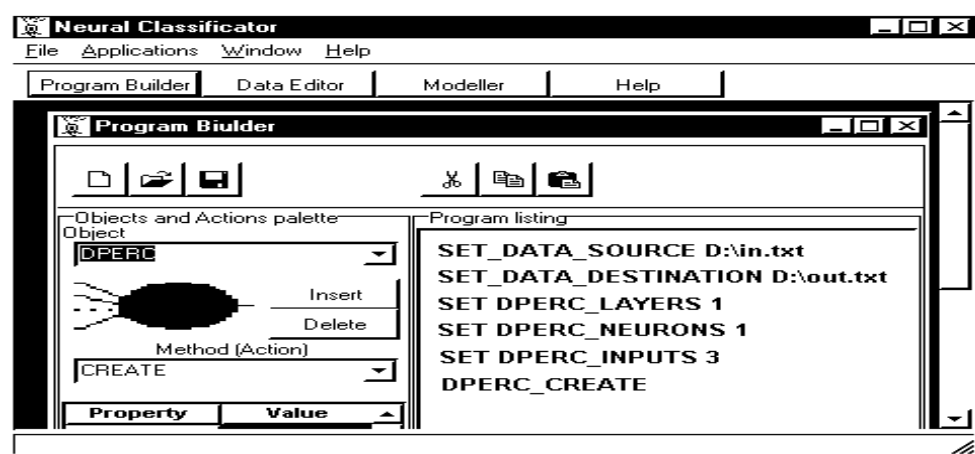 Neural Classificator
File Applications Window Help
Program Builder Data Editor Modeller Help
Program Biulder
Objects and Actions palette
Object
DPERC
Insert
Delete
Method (Action)
CREATE
Property Value
Program listing
SET_DATA_SOURCE D:\in.txt
SET_DATA_DESTINATION D:\out.txt
SET DPERC_LAYERS 1
SET DPERC_NEURONS 1
SET DPERC_INPUTS 3
DPERC_CREATE